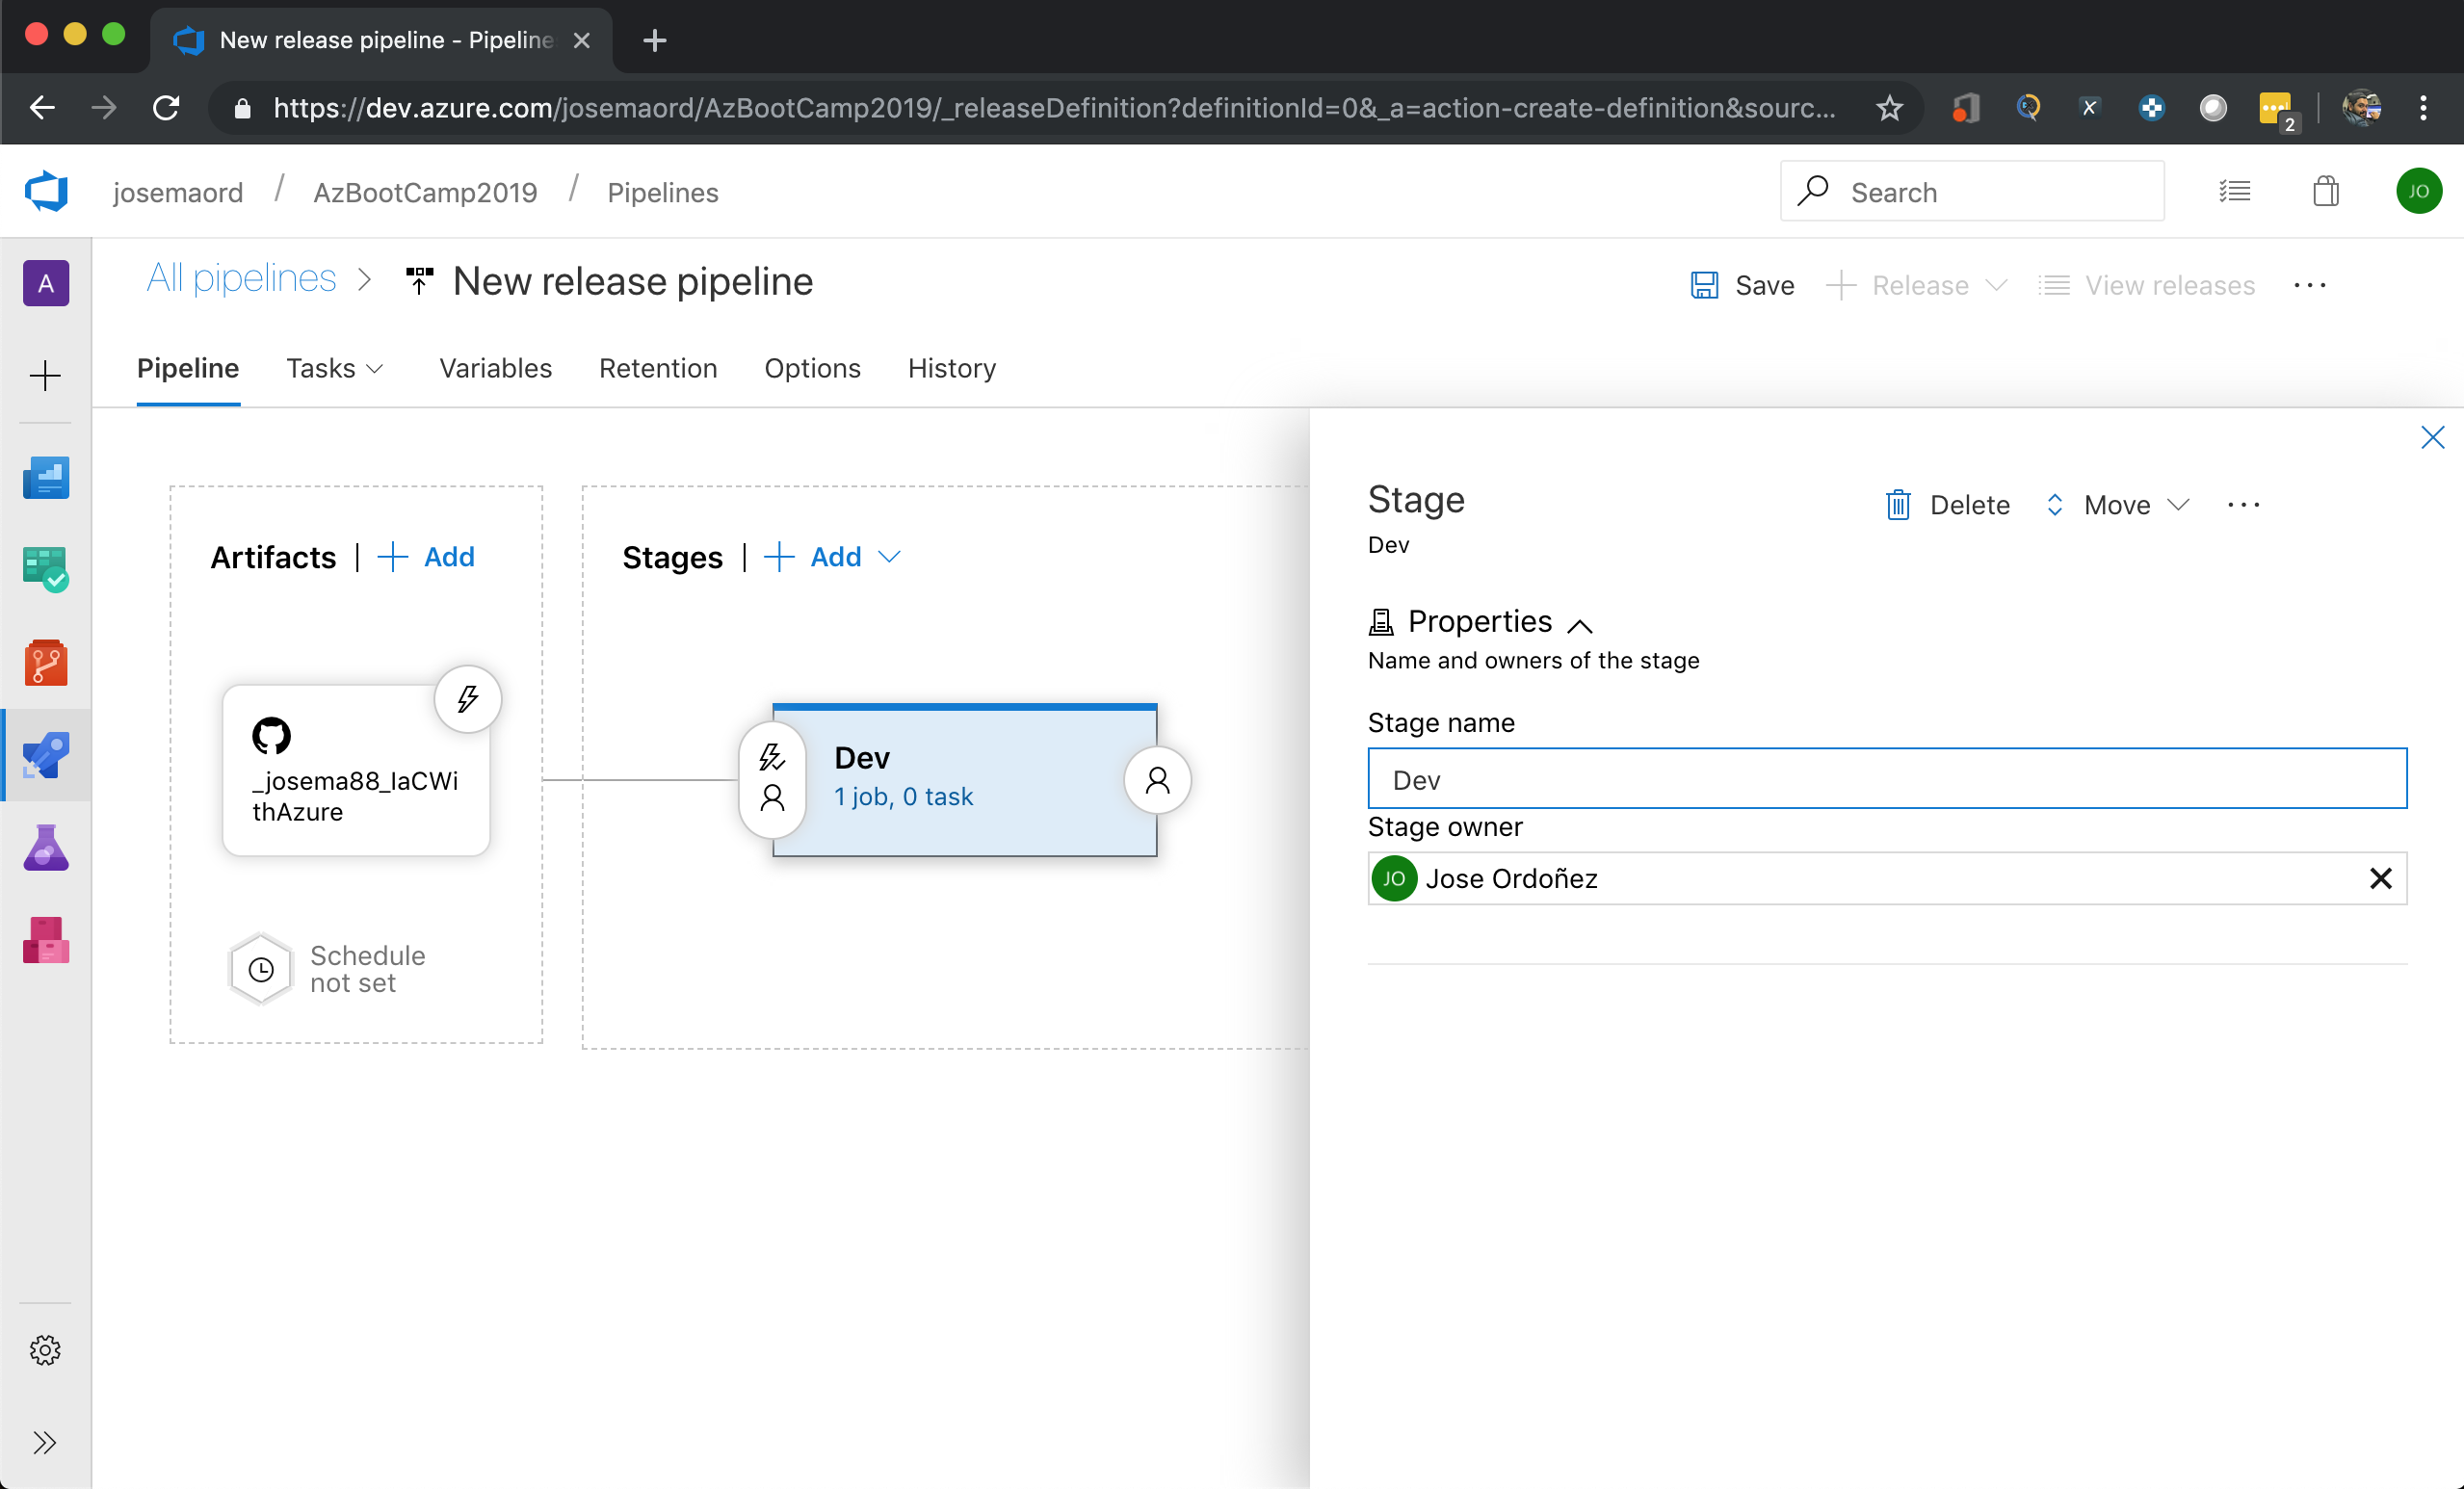 New release pipeline - Pipeline
https://dev.azure.com/josemaord/AzBootCamp2019/_releaseDefinition?definitionId=0&_a=action-create-definition&sourc...
2
josemaord / AzBootCamp2019 / Pipelines
Search
JO
A
All pipelines > New release pipeline
Save
Release
View releases
Pipeline
Tasks
Variables
Retention
Options
History
Artifacts | + Add
Stages | + Add
_josema88_IaCWi
thAzure
Schedule
not set
Dev
1 job, 0 task
Stage
Delete
Move
Dev
Properties
Name and owners of the stage
Stage name
Dev
Stage owner
JO Jose Ordoñez